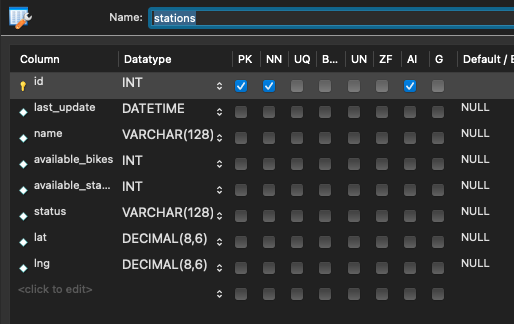 Name: stations
Column Datatype PK NN UQ B... UN ZF AI G Default / E
id INT
last_update DATETIME NULL
name VARCHAR(128) NULL
available_bikes INT NULL
available_sta... INT NULL
status VARCHAR(128) NULL
lat DECIMAL(8,6) NULL
lng DECIMAL(8,6) NULL
<click to edit>